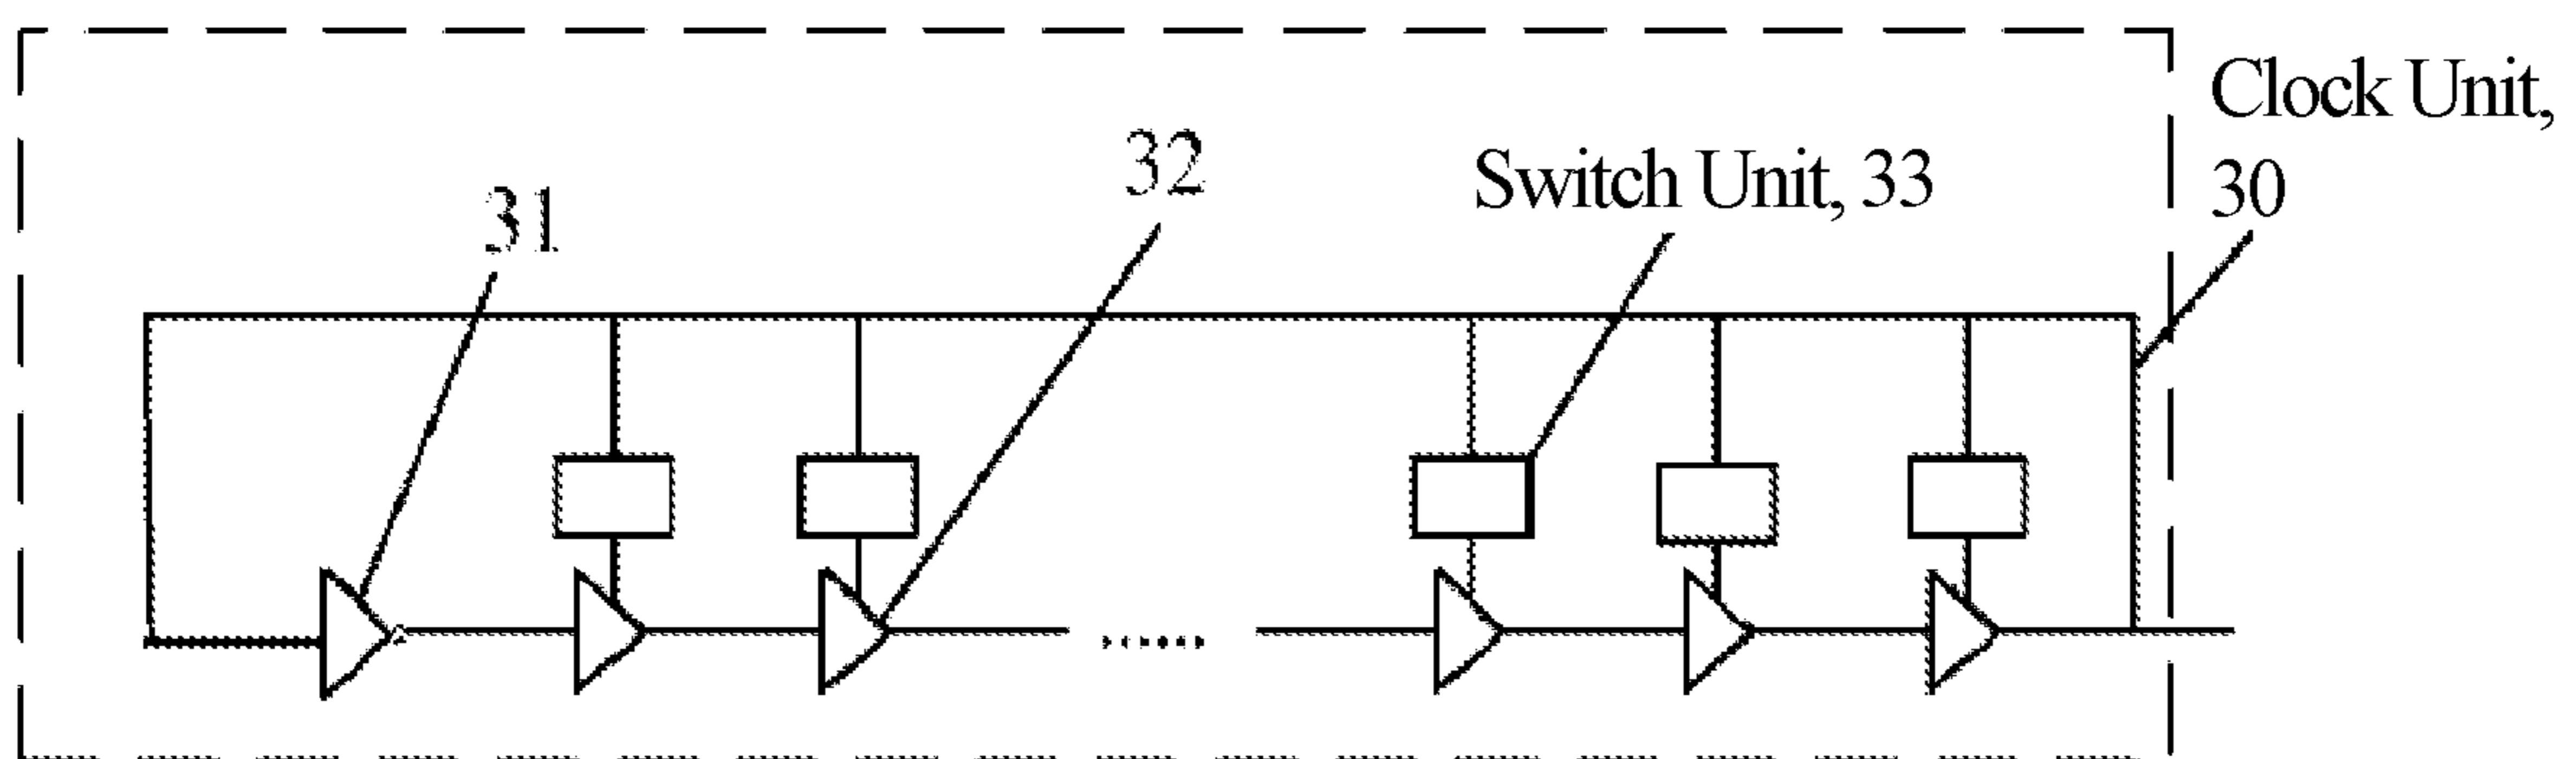 Clock Unit,
30
32
Switch Unit, 33
31
......